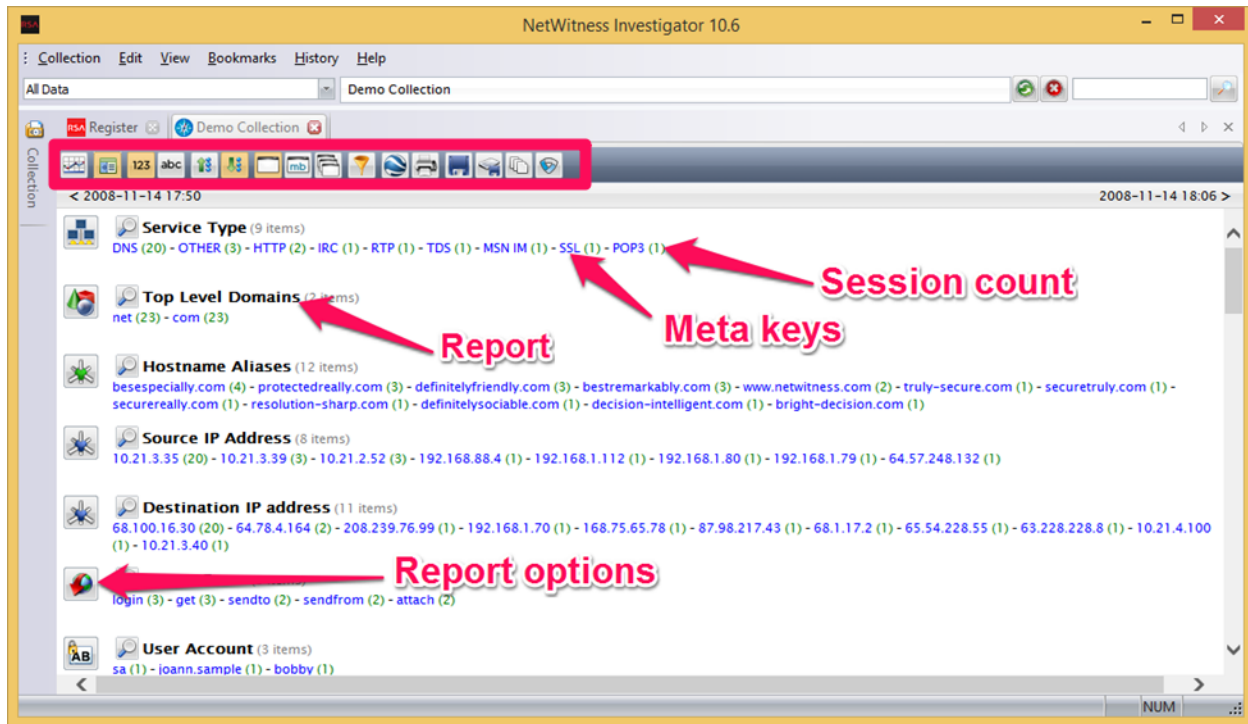 RSA NetWitness Investigator 10.6
Collection Edit View Bookmarks History Help
All Data Demo Collection
RSA Register Demo Collection
Collection
123 abc mb
< 2008-11-14 17:50 2008-11-14 18:06 >
Service Type (9 items)
DNS (20) - OTHER (3) - HTTP (2) - IRC (1) - RTP (1) - TDS (1) - MSN IM (1) - SSL (1) - POP3 (1)
Session count
Meta keys
Top Level Domains (2 items)
net (23) - com (23)
Report
Hostname Aliases (12 items)
besespecially.com (4) - protectedreally.com (3) - definitelyfriendly.com (3) - bestremarkably.com (3) - www.netwitness.com (2) - truly-secure.com (1) - securetruly.com (1) -
securereally.com (1) - resolution-sharp.com (1) - definitelysociable.com (1) - decision-intelligent.com (1) - bright-decision.com (1)
Source IP Address (8 items)
10.21.3.35 (20) - 10.21.3.39 (3) - 10.21.2.52 (3) - 192.168.88.4 (1) - 192.168.1.112 (1) - 192.168.1.80 (1) - 192.168.1.79 (1) - 64.57.248.132 (1)
Destination IP address (11 items)
68.100.16.30 (20) - 64.78.4.164 (2) - 208.239.76.99 (1) - 192.168.1.70 (1) - 168.75.65.78 (1) - 87.98.217.43 (1) - 68.1.17.2 (1) - 65.54.228.55 (1) - 63.228.228.8 (1) - 10.21.4.100
(1) - 10.21.3.40 (1)
Report options
login (3) - get (3) - sendto (2) - sendfrom (2) - attach (2)
AB User Account (3 items)
sa (1) - joann.sample (1) - bobby (1)
NUM